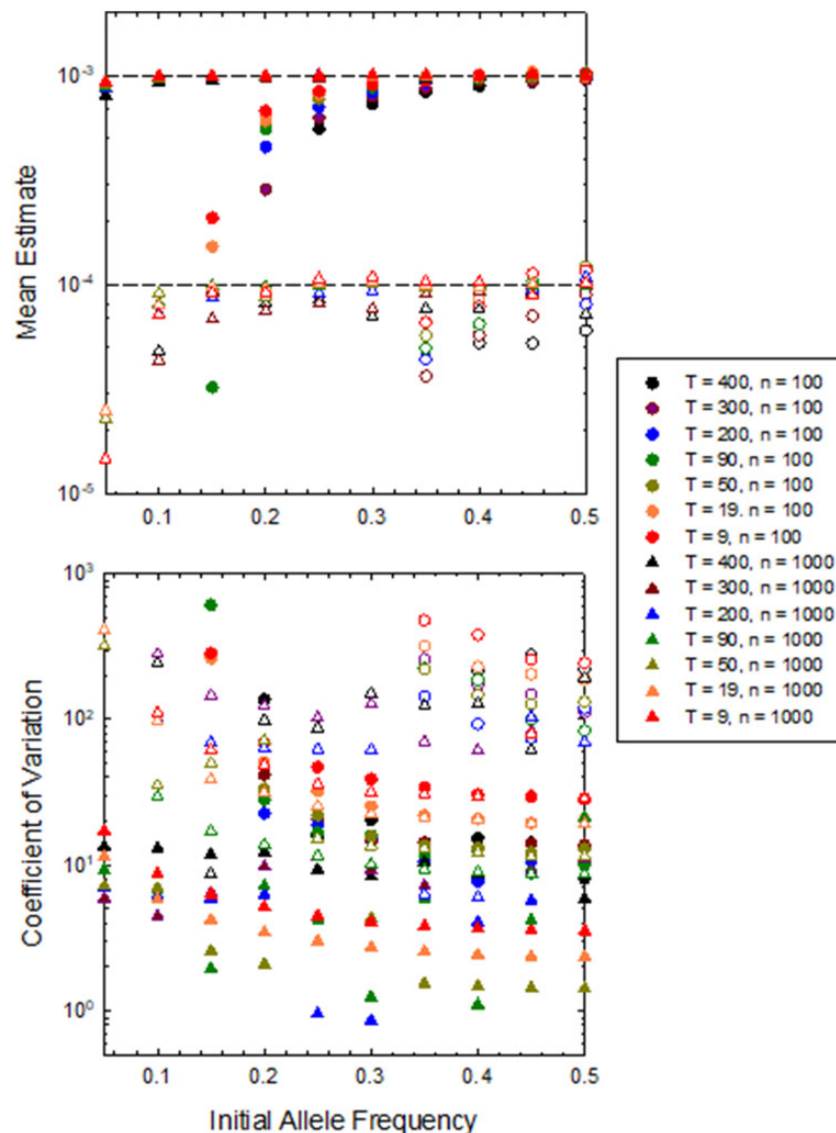 10⁻³
10⁻⁴
10⁻⁵
Mean Estimate
0.1 0.2 0.3 0.4 0.5
T = 400, n = 100
T = 300, n = 100
T = 200, n = 100
T = 90, n = 100
T = 50, n = 100
T = 19. n = 100
T = 9, n = 100
T = 400, n = 1000
T = 300, n = 1000
T = 200, n = 1000
T = 90, n = 1000
T = 50, n = 1000
T = 19, n = 1000
T = 9, n = 1000
10³
10²
10¹
10⁰
Coefficient of Variation
0.1 0.2 0.3 0.4 0.5
Initial Allele Frequency